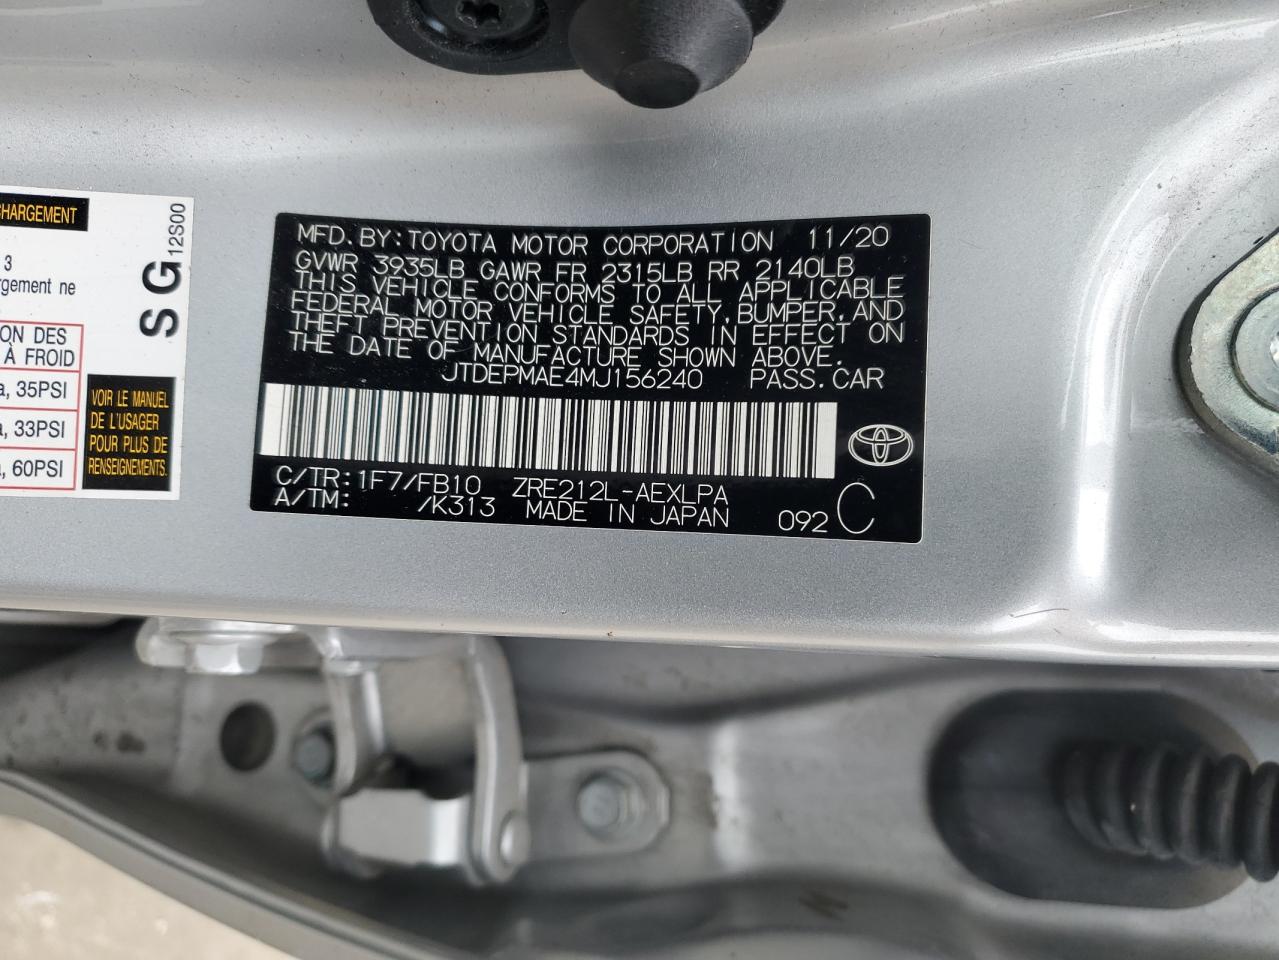 CHARGEMENT
3
argement ne
ON DES
À FROID
a, 35PSI
a, 33PSI
a, 60PSI
SG
12S00
VOIR LE MANUEL
DE L'USAGER
POUR PLUS DE
RENSEIGNEMENTS.
MFD.BY:TOYOTA MOTOR CORPORATION 11/20
GVWR 3935LB GAWR FR 2315LB RR 2140LB
THIS VEHICLE CONFORMS TO ALL APPLICABLE
FEDERAL MOTOR VEHICLE SAFETY,BUMPER,AND
THEFT PREVENTION STANDARDS IN EFFECT ON
THE DATE OF MANUFACTURE SHOWN ABOVE.
JTDEPMAE4MJ156240 PASS.CAR
C/TR:1F7/FB10 ZRE212L-AEXLPA
A/TM: /K313 MADE IN JAPAN 092 C